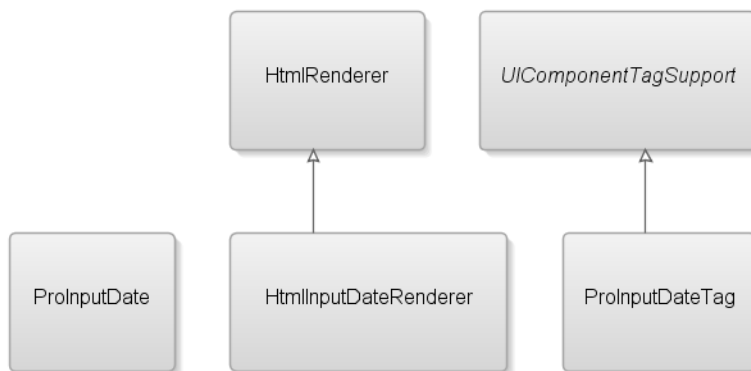 HtmlRenderer
UIComponentTagSupport
ProInputDate
HtmlInputDateRenderer
ProInputDateTag